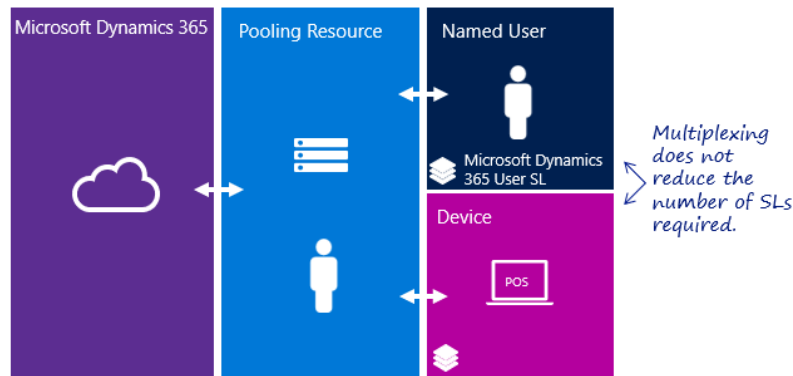 Microsoft Dynamics 365
Pooling Resource
Named User
Microsoft Dynamics
365 User SL
Device
POS
Multiplexing
does not
reduce the
number of SLs
required.